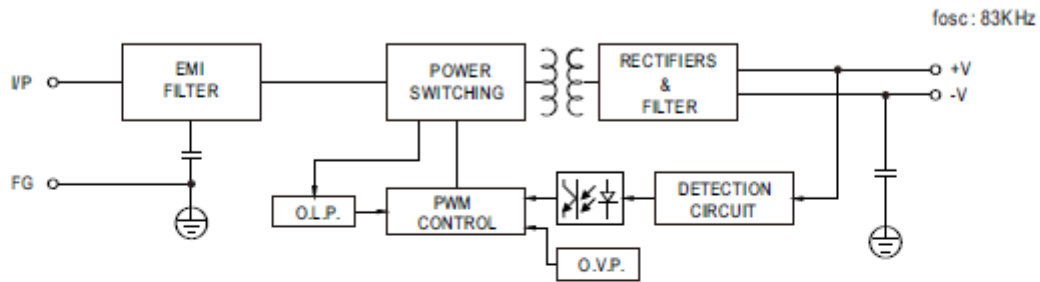 fosc : 83KHz
I/P
EMI
FILTER
POWER
SWITCHING
RECTIFIERS
&
FILTER
+V
-V
FG
O.L.P.
PWM
CONTROL
DETECTION
CIRCUIT
O.V.P.